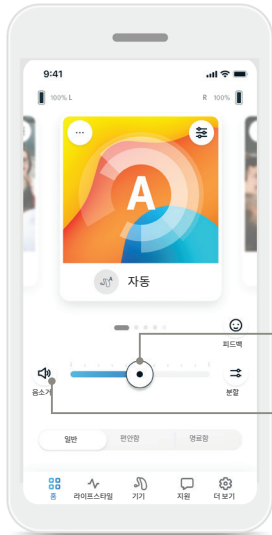 9:41
100% L
R 100%
A
A
자동
피드백
음소거
분할
일반 편안함 명료함
홈 라이프스타일 기기 지원 더 보기